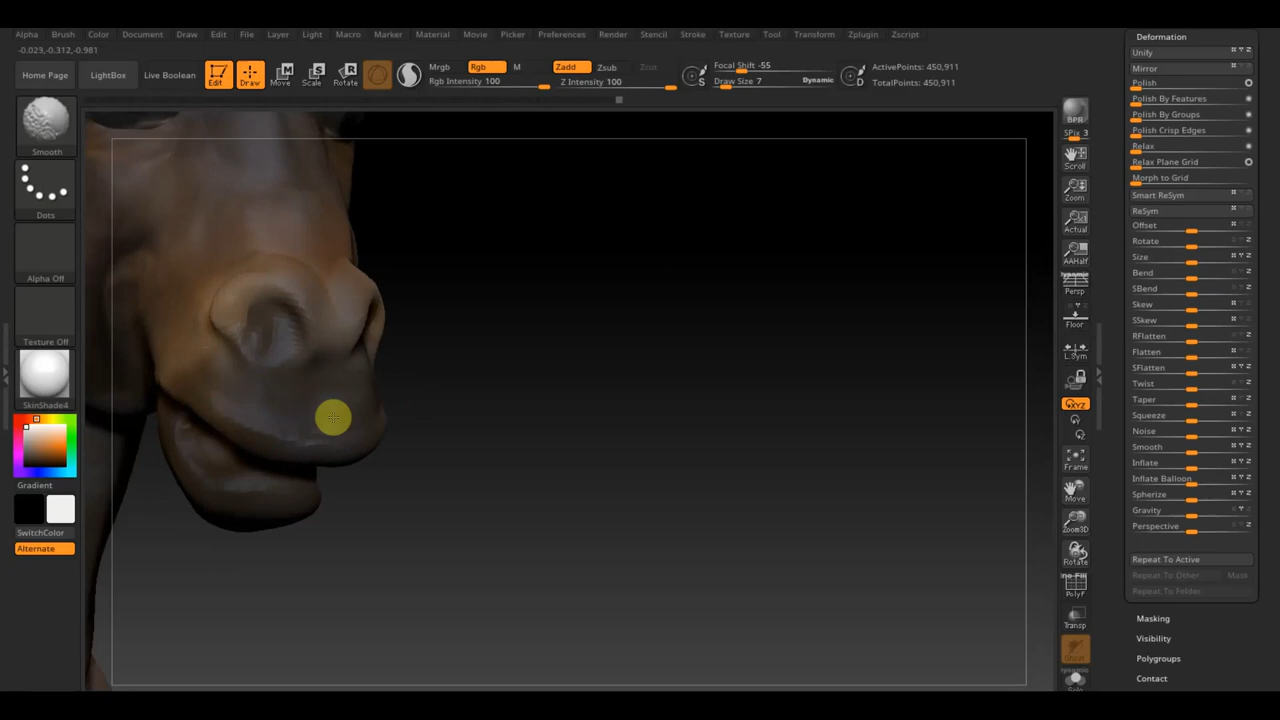 Alpha Brush Color Document Draw Edit File Layer Light Macro Marker Material Movie Picker Preferences Render Stencil Stroke Texture Tool Transform Zplugin Zscript
-0.023,-0.312,-0.981
Home Page LightBox Live Boolean Edit Draw Move Scale Rotate
Mrgb Rgb M
Rgb Intensity 100
Zadd Zsub
Z Intensity 100
Focal Shift -55
Draw Size 7 Dynamic
ActivePoints: 450,911
TotalPoints: 450,911
Smooth
Dots
Alpha Off
Texture Off
SkinShade4
Gradient
SwitchColor
Alternate
BPR
SPix 3
Scroll
Zoom
Actual
AAHalf
Dynamic
Persp
Floor
L.Sym
XYZ
Frame
Move
Zoom3D
Rotate
PolyF
Transp
Ghost
Dynamic
Solo
Deformation
Unify
Mirror
Polish
Polish By Features
Polish By Groups
Polish Crisp Edges
Relax
Relax Plane Grid
Morph to Grid
Smart ReSym
ReSym
Offset
Rotate
Size
Bend
SBend
Skew
SSkew
RFlatten
Flatten
SFlatten
Twist
Taper
Squeeze
Noise
Smooth
Inflate
Inflate Balloon
Spherize
Gravity
Perspective
Repeat To Active
Repeat To Other Mask
Repeat To Folder
Masking
Visibility
Polygroups
Contact